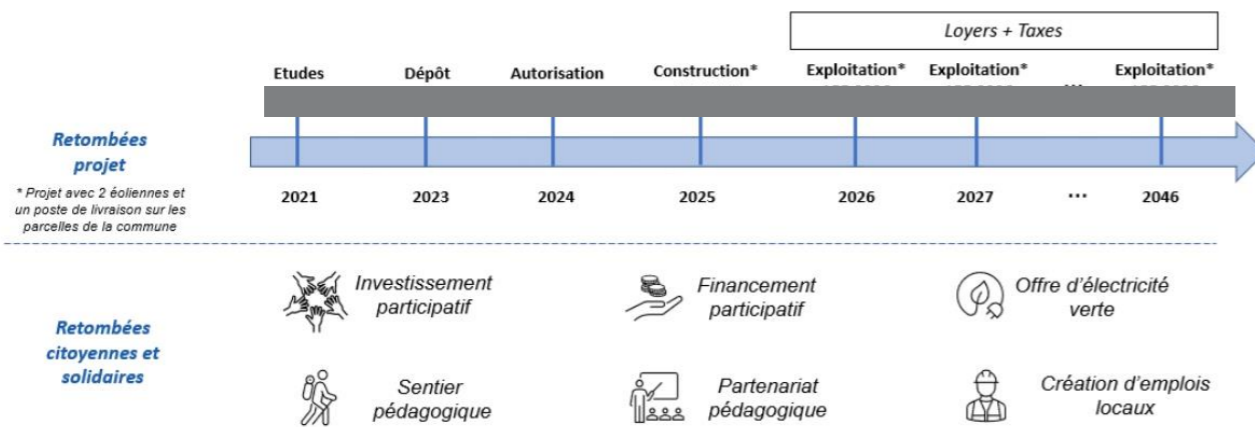 Loyers + Taxes
Etudes
Dépôt
Autorisation
Construction*
Exploitation*
Exploitation*
Exploitation*
Retombées
projet
* Projet avec 2 éoliennes et
un poste de livraison sur les
parcelles de la commune
2021
2023
2024
2025
2026
2027
...
2046
Retombées
citoyennes et
solidaires
Investissement
participatif
Financement
participatif
Offre d'électricité
verte
Sentier
pédagogique
Partenariat
pédagogique
Création d'emplois
locaux